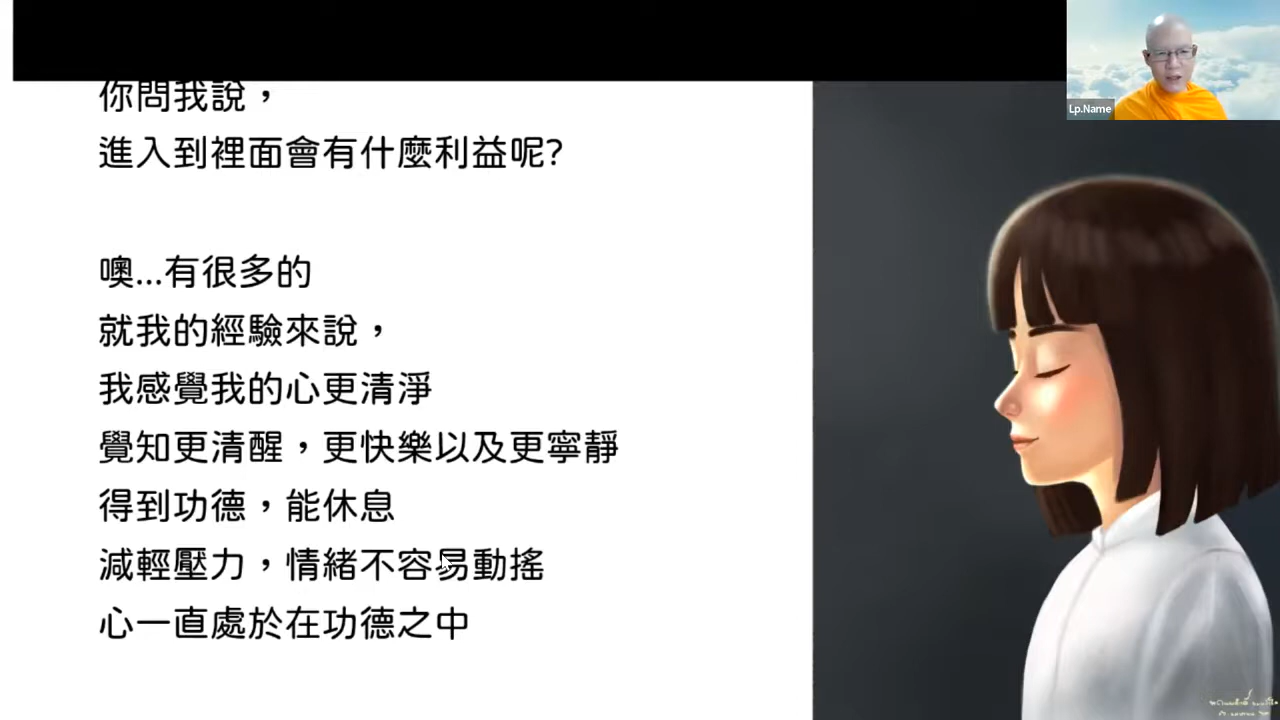 你問我說，
進入到裡面會有什麼利益呢?
噢...有很多的
就我的經驗來說，
我感覺我的心更清淨
覺知更清醒，更快樂以及更寧靜
得到功德，能休息
減輕壓力，情緒不容易動搖
心一直處於在功德之中
Lp.Name